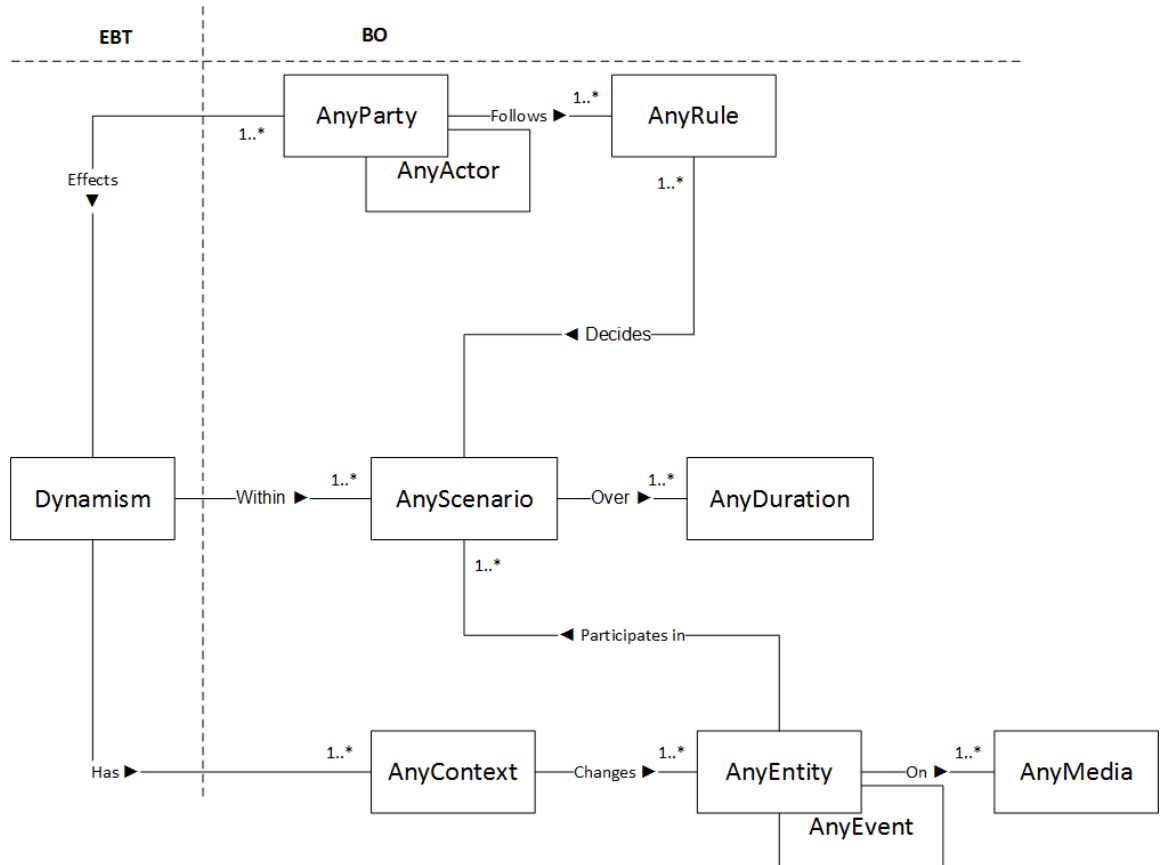 EBT
BO
AnyParty
Follows ►
1..*
AnyRule
1..*
AnyActor
1..*
Effects
▼
◄ Decides
Dynamism
Within ►
1..*
AnyScenario
Over ►
1..*
AnyDuration
1..*
◄ Participates in
Has ►
1..*
AnyContext
Changes ►
1..*
AnyEntity
On ►
1..*
AnyMedia
AnyEvent